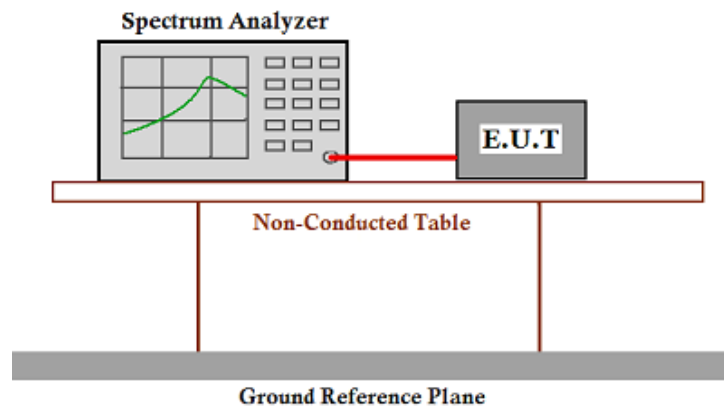 Spectrum Analyzer
E.U.T
Non-Conducted Table
Ground Reference Plane